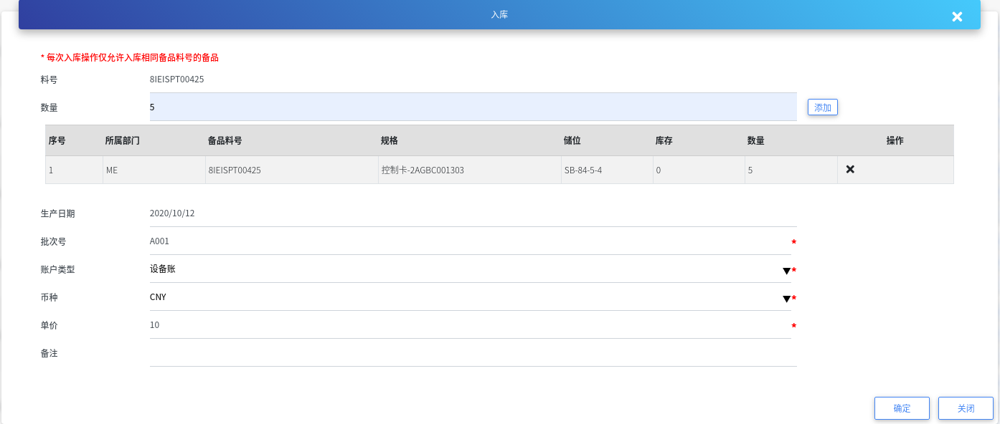 入库
* 每次入库操作仅允许入库相同备品料号的备品
料号 8IEISPT00425
数量 5 添加
序号 所属部门 备品料号 规格 储位 库存 数量 操作
1 ME 8IEISPT00425 控制卡-2AGBC001303 SB-84-5-4 0 5
生产日期 2020/10/12
批次号 A001 *
账户类型 设备账 *
币种 CNY *
单价 10 *
备注
确定 关闭